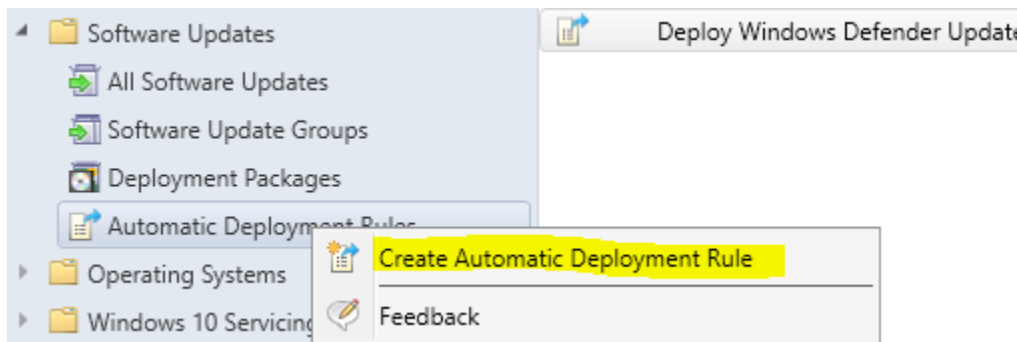 Software Updates
Deploy Windows Defender Update
All Software Updates
Software Update Groups
Deployment Packages
Automatic Deployment Rules
Create Automatic Deployment Rule
Operating Systems
Feedback
Windows 10 Servicing